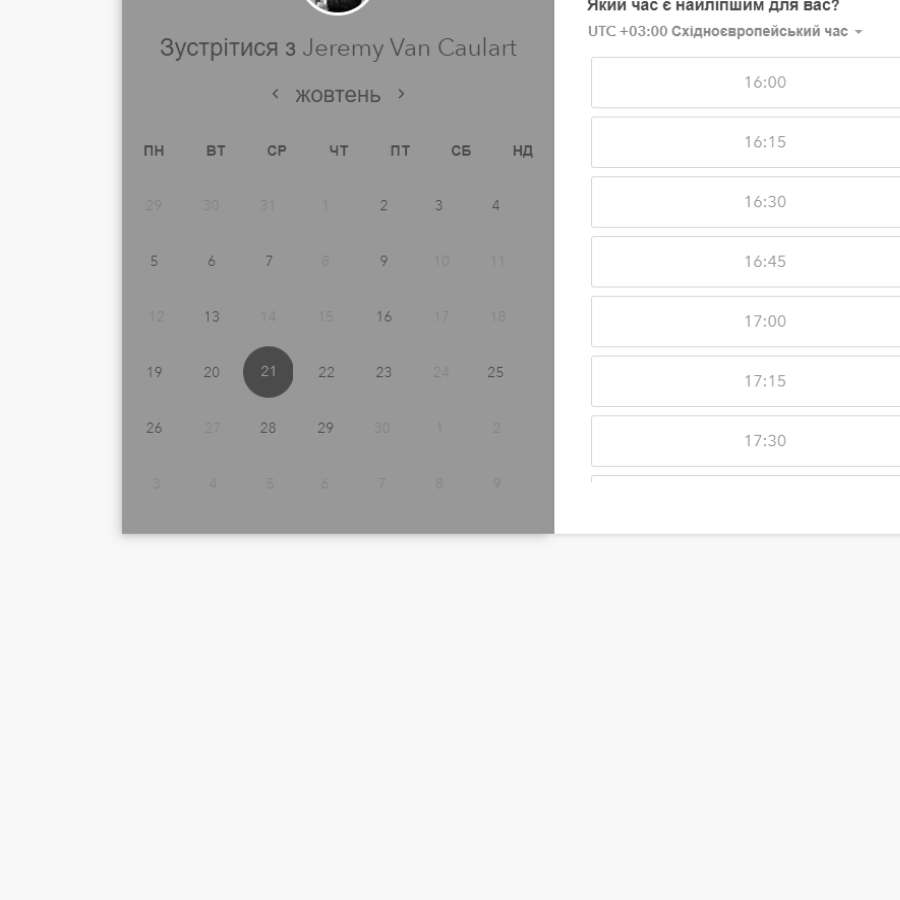 Зустрітися з Jeremy Van Caulart
жовтень
ПН ВТ СР ЧТ ПТ СБ НД
29 30 31 1 2 3 4
5 6 7 8 9 10 11
12 13 14 15 16 17 18
19 20 21 22 23 24 25
26 27 28 29 30 1 2
3 4 5 6 7 8 9
Який час є найліпшим для вас?
UTC +03:00 Східноєвропейський час
16:00
16:15
16:30
16:45
17:00
17:15
17:30